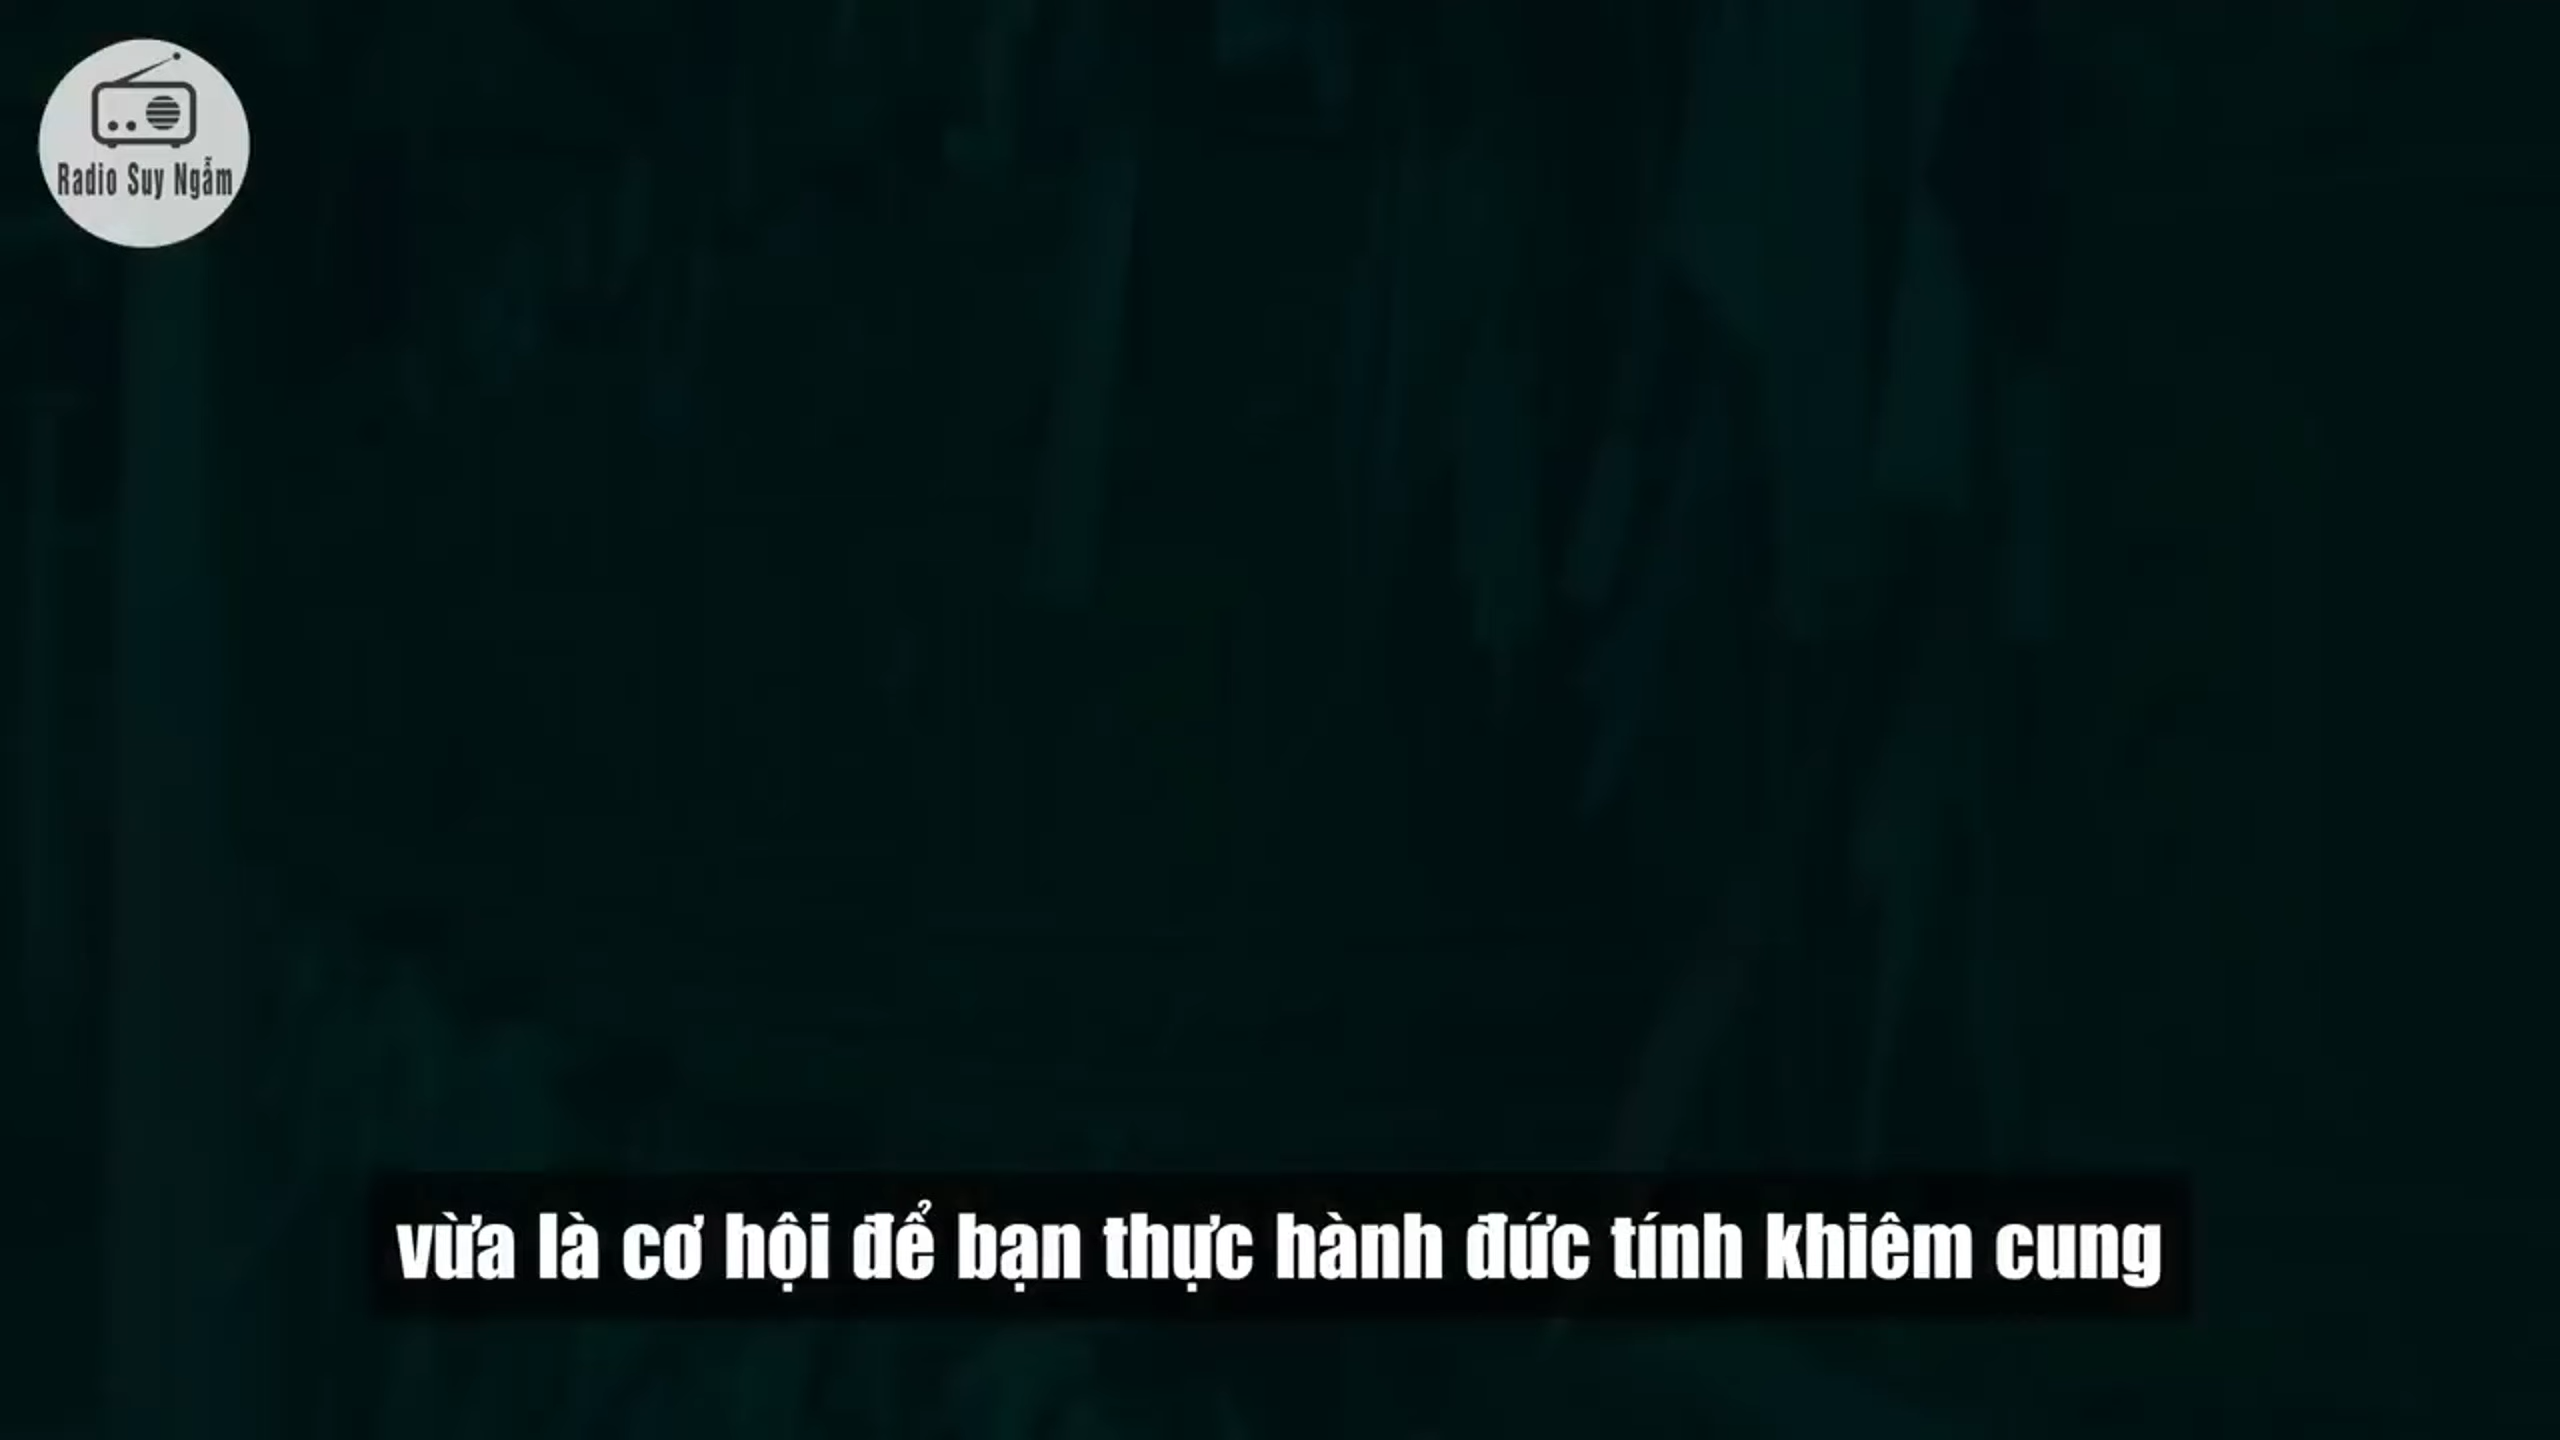 Radio Suy Ngẫm
vừa là cơ hội để bạn thực hành đức tính khiêm cung